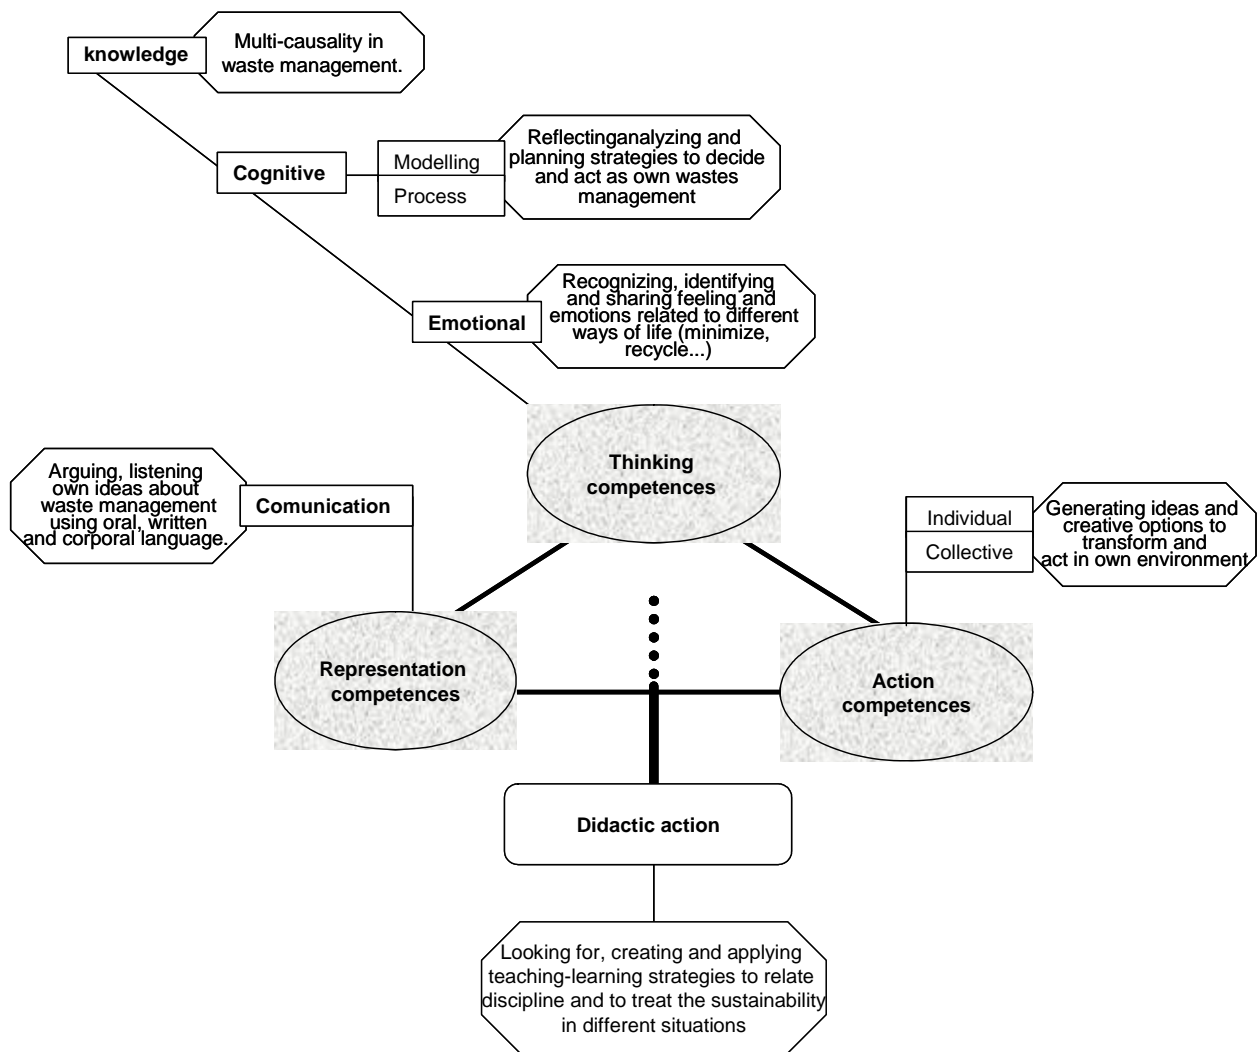 knowledge
Multi-causality in
waste management.
Cognitive
Modelling
Process
Reflectinganalyzing and
planning strategies to decide
and act as own wastes
management
Emotional
Recognizing, identifying
and sharing feeling and
emotions related to different
ways of life (minimize,
recycle...)
Thinking
competences
Arguing, listening
own ideas about
waste management
using oral, written
and corporal language.
Comunication
Individual
Collective
Generating ideas and
creative options to
transform and
act in own environment
Representation
competences
Action
competences
Didactic action
Looking for, creating and applying
teaching-learning strategies to relate
discipline and to treat the sustainability
in different situations